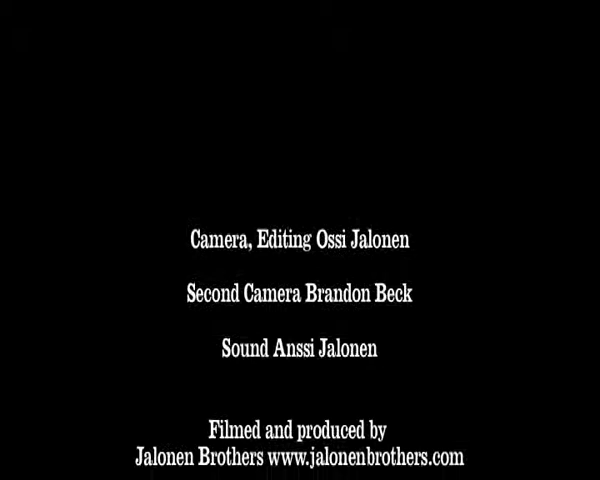 Camera, Editing Ossi Jalonen
Second Camera Brandon Beck
Sound Anssi Jalonen
Filmed and produced by
Jalonen Brothers www.jalonenbrothers.com